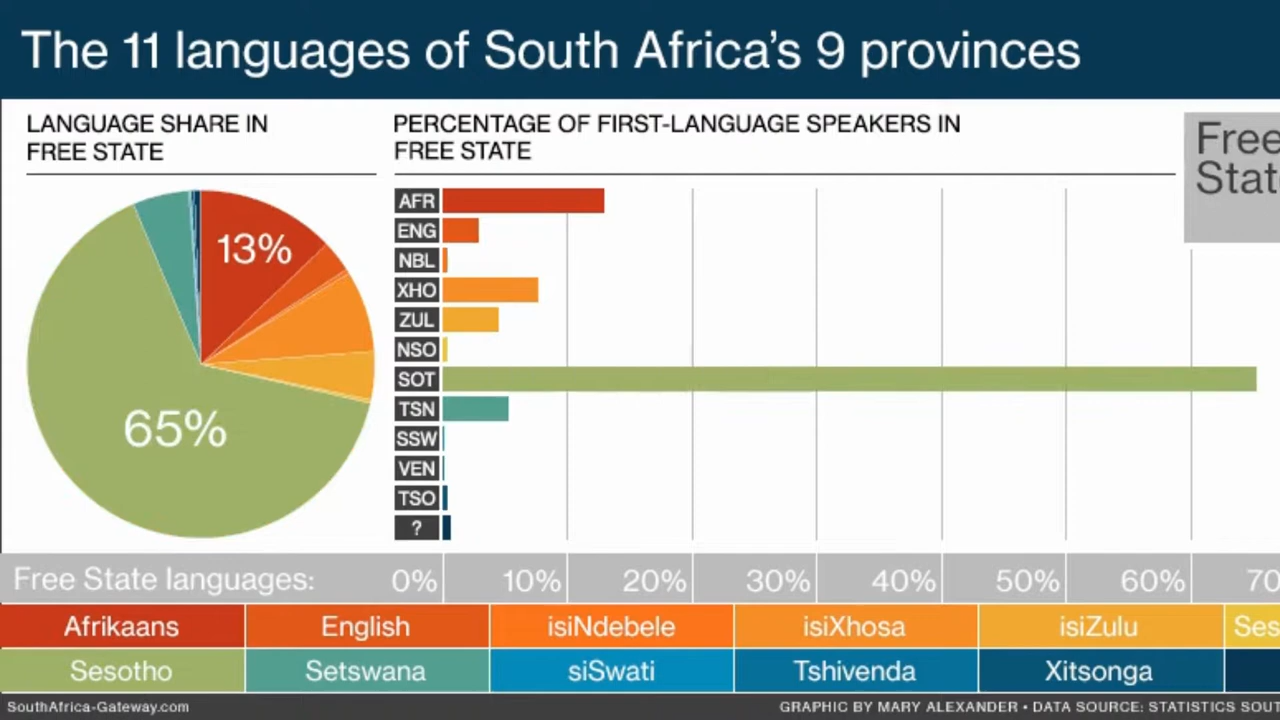 The 11 languages of South Africa's 9 provinces
LANGUAGE SHARE IN
FREE STATE
PERCENTAGE OF FIRST-LANGUAGE SPEAKERS IN
FREE STATE
Free
Stat
13%
65%
AFR
ENG
NBL
XHO
ZUL
NSO
SOT
TSN
SSW
VEN
TSO
?
Free State languages: 0% 10% 20% 30% 40% 50% 60% 70
Afrikaans English isiNdebele isiXhosa isiZulu Ses
Sesotho Setswana siSwati Tshivenda Xitsonga
SouthAfrica-Gateway.com
GRAPHIC BY MARY ALEXANDER • DATA SOURCE: STATISTICS SOUT